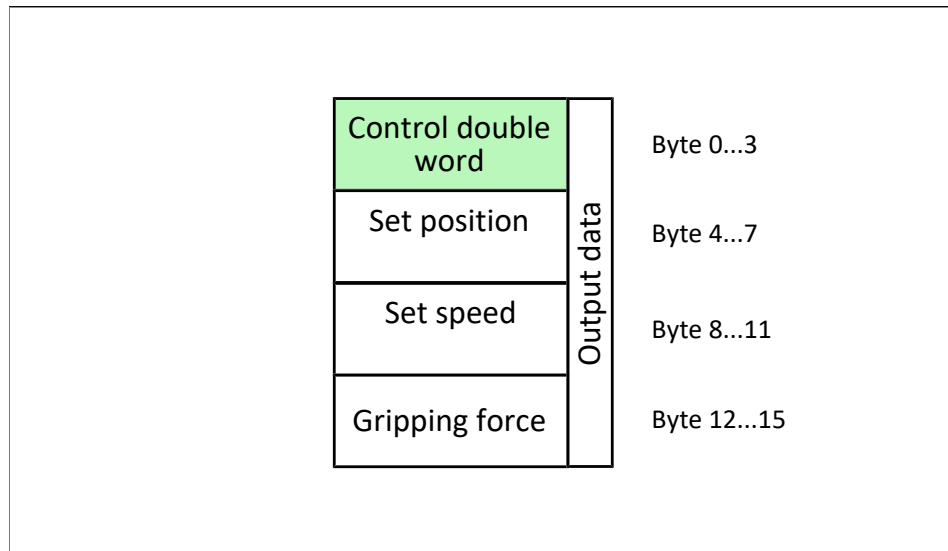 Control double
word
Byte 0...3
Set position
Byte 4...7
Set speed
Byte 8...11
Gripping force
Byte 12...15
Output data